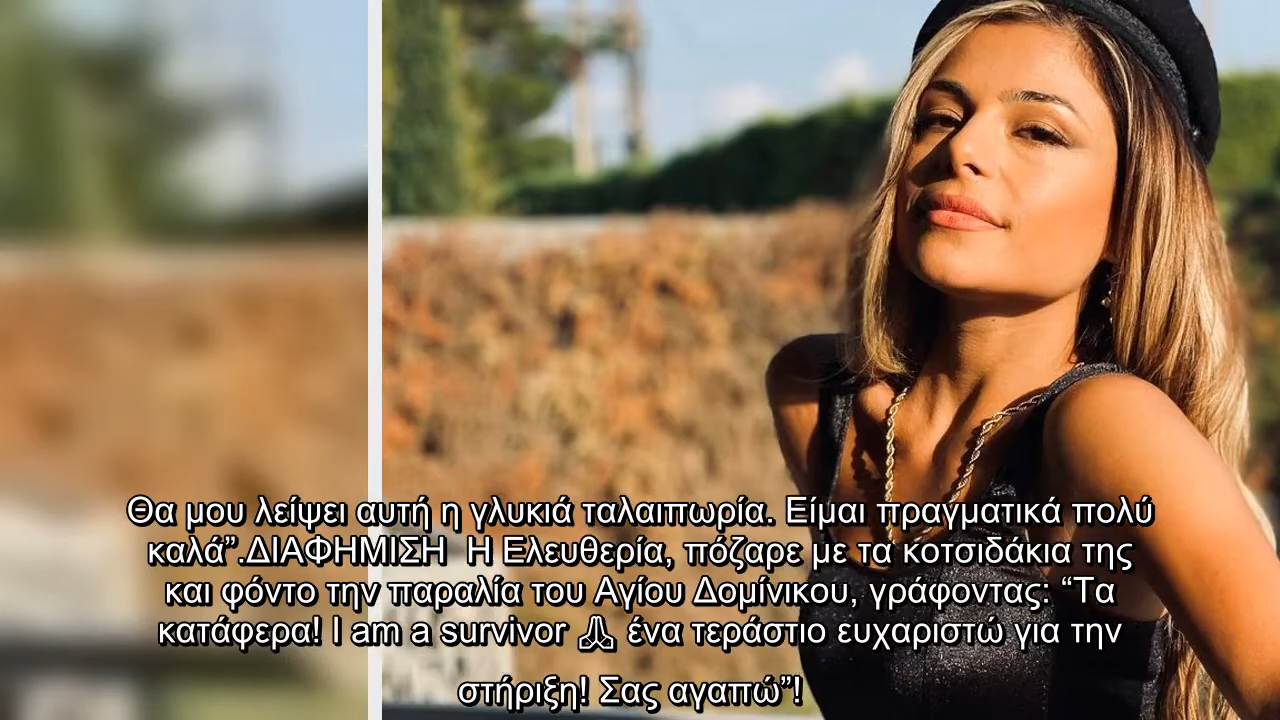 Θα μου λείψει αυτή η γλυκιά ταλαιπωρία. Είμαι πραγματικά πολύ
καλά”.ΔΙΑΦΗΜΙΣΗ  Η Ελευθερία, πόζαρε με τα κοτσιδάκια της
και φόντο την παραλία του Αγίου Δομίνικου, γράφοντας: “Τα
κατάφερα! I am a survivor 🙏 ένα τεράστιο ευχαριστώ για την
στήριξη! Σας αγαπώ”!